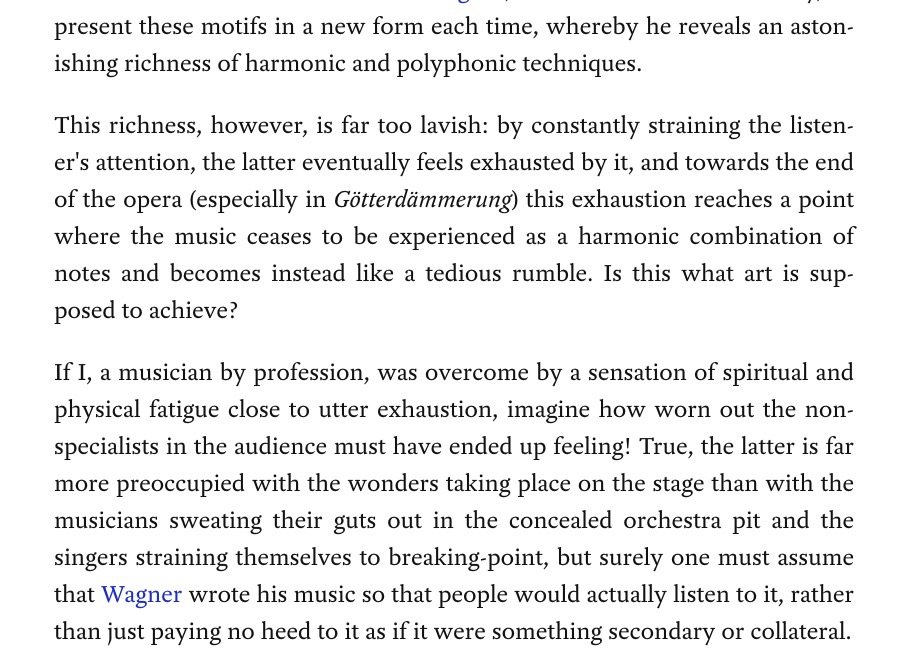 present these motifs in a new form each time, whereby he reveals an aston-
ishing richness of harmonic and polyphonic techniques.
This richness, however, is far too lavish: by constantly straining the listen-
er's attention, the latter eventually feels exhausted by it, and towards the end
of the opera (especially in Götterdämmerung) this exhaustion reaches a point
where the music ceases to be experienced as a harmonic combination of
notes and becomes instead like a tedious rumble. Is this what art is sup-
posed to achieve?
If I, a musician by profession, was overcome by a sensation of spiritual and
physical fatigue close to utter exhaustion, imagine how worn out the non-
specialists in the audience must have ended up feeling! True, the latter is far
more preoccupied with the wonders taking place on the stage than with the
musicians sweating their guts out in the concealed orchestra pit and the
singers straining themselves to breaking-point, but surely one must assume
that Wagner wrote his music so that people would actually listen to it, rather
than just paying no heed to it as if it were something secondary or collateral.